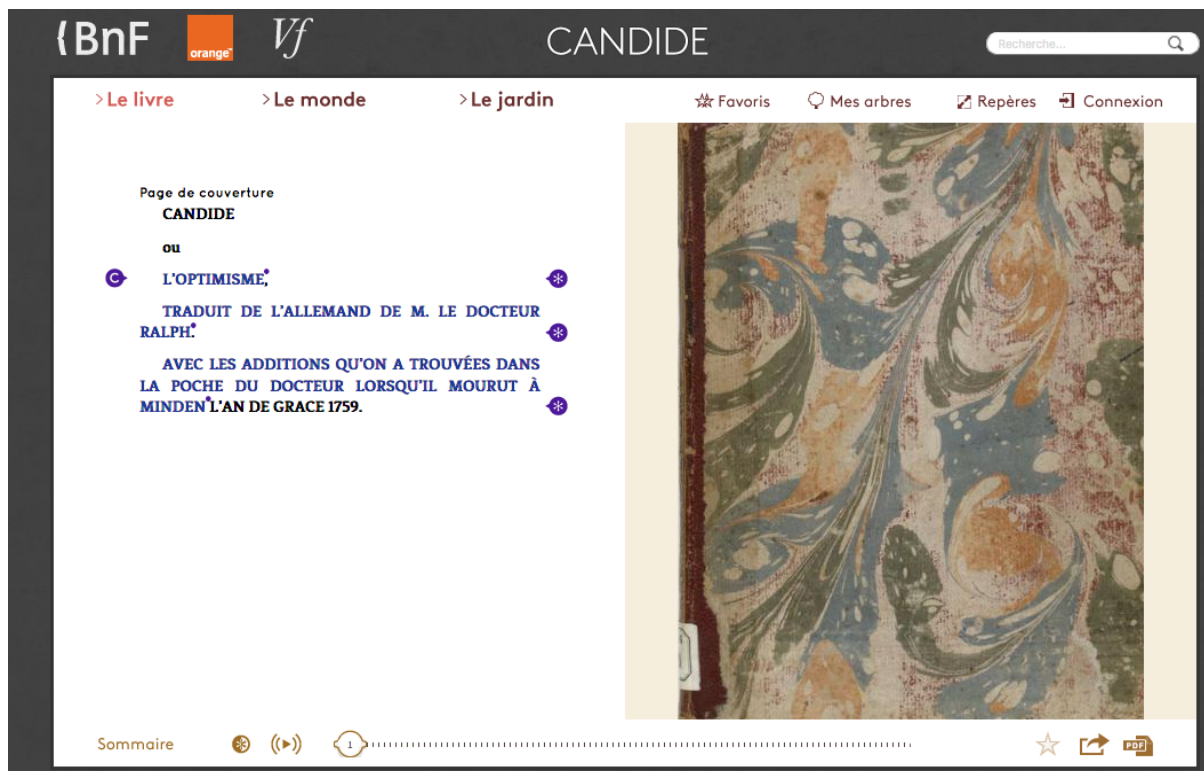 {BnF orange™ Vf CANDIDE Recherche...
>Le livre >Le monde >Le jardin Favoris Mes arbres Repères Connexion
Page de couverture
CANDIDE
ou
C L'OPTIMISME,
TRADUIT DE L'ALLEMAND DE M. LE DOCTEUR
RALPH.
AVEC LES ADDITIONS QU'ON A TROUVÉES DANS
LA POCHE DU DOCTEUR LORSQU'IL MOURUT À
MINDEN L'AN DE GRACE 1759.
Sommaire 1 PDF